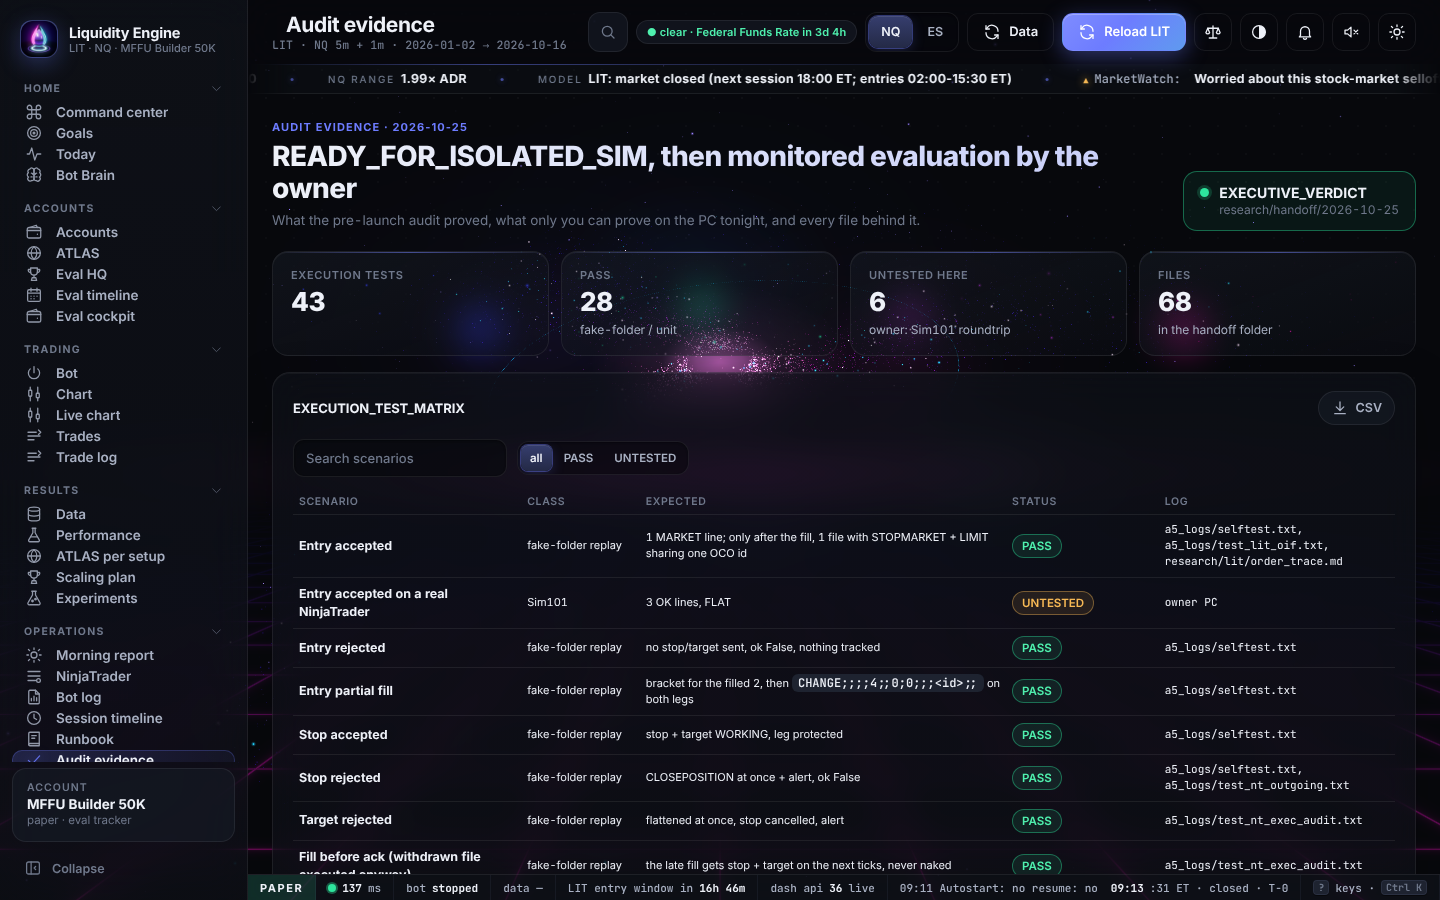 Liquidity Engine
LIT · NQ · MFFU Builder 50K
HOME
Command center
Goals
Today
Bot Brain
ACCOUNTS
Accounts
ATLAS
Eval HQ
Eval timeline
Eval cockpit
TRADING
Bot
Chart
Live chart
Trades
Trade log
RESULTS
Data
Performance
ATLAS per setup
Scaling plan
Experiments
OPERATIONS
Morning report
NinjaTrader
Bot log
Session timeline
Runbook
Audit evidence
ACCOUNT
MFFU Builder 50K
paper · eval tracker
Collapse
Audit evidence
LIT · NQ 5m + 1m · 2026-01-02 → 2026-10-16
clear · Federal Funds Rate in 3d 4h
NQ ES
Data
Reload LIT
NQ RANGE 1.99× ADR • MODEL LIT: market closed (next session 18:00 ET; entries 02:00-15:30 ET) • ▲ MarketWatch: Worried about this stock-market sellof
AUDIT EVIDENCE · 2026-10-25
READY_FOR_ISOLATED_SIM, then monitored evaluation by the
owner
What the pre-launch audit proved, what only you can prove on the PC tonight, and every file behind it.
EXECUTIVE_VERDICT
research/handoff/2026-10-25
EXECUTION TESTS
43
PASS
28
fake-folder / unit
UNTESTED HERE
6
owner: Sim101 roundtrip
FILES
68
in the handoff folder
EXECUTION_TEST_MATRIX
CSV
Search scenarios
all PASS UNTESTED
SCENARIO CLASS EXPECTED STATUS LOG
Entry accepted fake-folder replay 1 MARKET line; only after the fill, 1 file with STOPMARKET + LIMIT
sharing one OCO id PASS a5_logs/selftest.txt,
a5_logs/test_lit_oif.txt,
research/lit/order_trace.md
Entry accepted on a real
NinjaTrader Sim101 3 OK lines, FLAT UNTESTED owner PC
Entry rejected fake-folder replay no stop/target sent, ok False, nothing tracked PASS a5_logs/selftest.txt
Entry partial fill fake-folder replay bracket for the filled 2, then CHANGE;;;;4;;0;0;;;<id>;; on
both legs PASS a5_logs/selftest.txt
Stop accepted fake-folder replay stop + target WORKING, leg protected PASS a5_logs/selftest.txt
Stop rejected fake-folder replay CLOSEPOSITION at once + alert, ok False PASS a5_logs/selftest.txt,
a5_logs/test_nt_outgoing.txt
Target rejected fake-folder replay flattened at once, stop cancelled, alert PASS a5_logs/test_nt_exec_audit.txt
Fill before ack (withdrawn file
executed anyway) fake-folder replay the late fill gets stop + target on the next ticks, never naked PASS a5_logs/test_nt_exec_audit.txt
PAPER 137 ms bot stopped data — LIT entry window in 16h 46m dash api 36 live 09:11 Autostart: no resume: no 09:13 :31 ET · closed · T-0 ? keys · Ctrl K